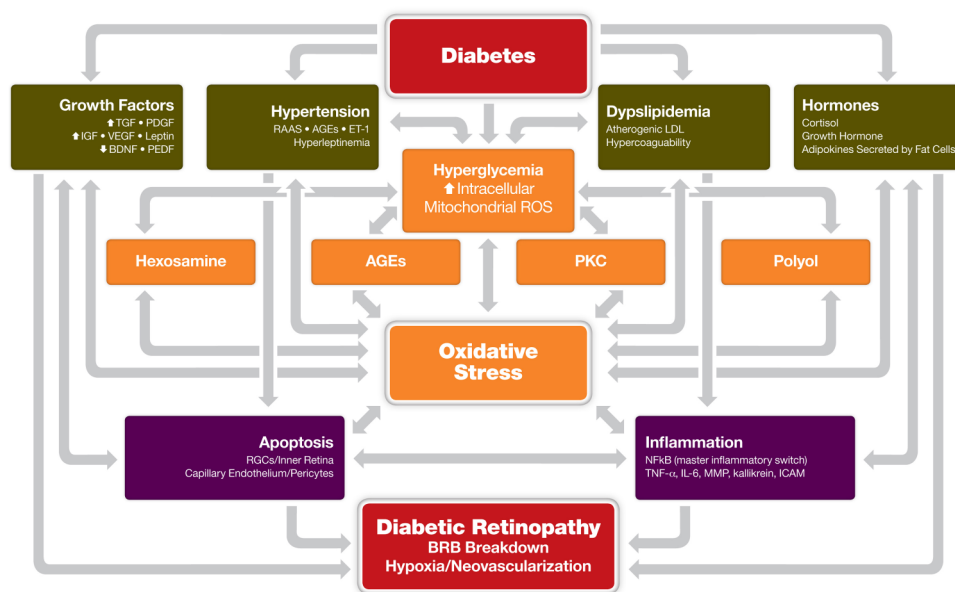 Diabetes
Growth Factors
⬆TGF • PDGF
⬆IGF • VEGF • Leptin
⬇BDNF • PEDF
Hypertension
RAAS • AGEs • ET-1
Hyperleptinemia
Dypslipidemia
Atherogenic LDL
Hypercoaguability
Hormones
Cortisol
Growth Hormone
Adipokines Secreted by Fat Cells
Hyperglycemia
⬆Intracellular
Mitochondrial ROS
Hexosamine
AGEs
PKC
Polyol
Oxidative
Stress
Apoptosis
RGCs/Inner Retina
Capillary Endothelium/Pericytes
Inflammation
NFkB (master inflammatory switch)
TNF-α, IL-6, MMP, kallikrein, ICAM
Diabetic Retinopathy
BRB Breakdown
Hypoxia/Neovascularization